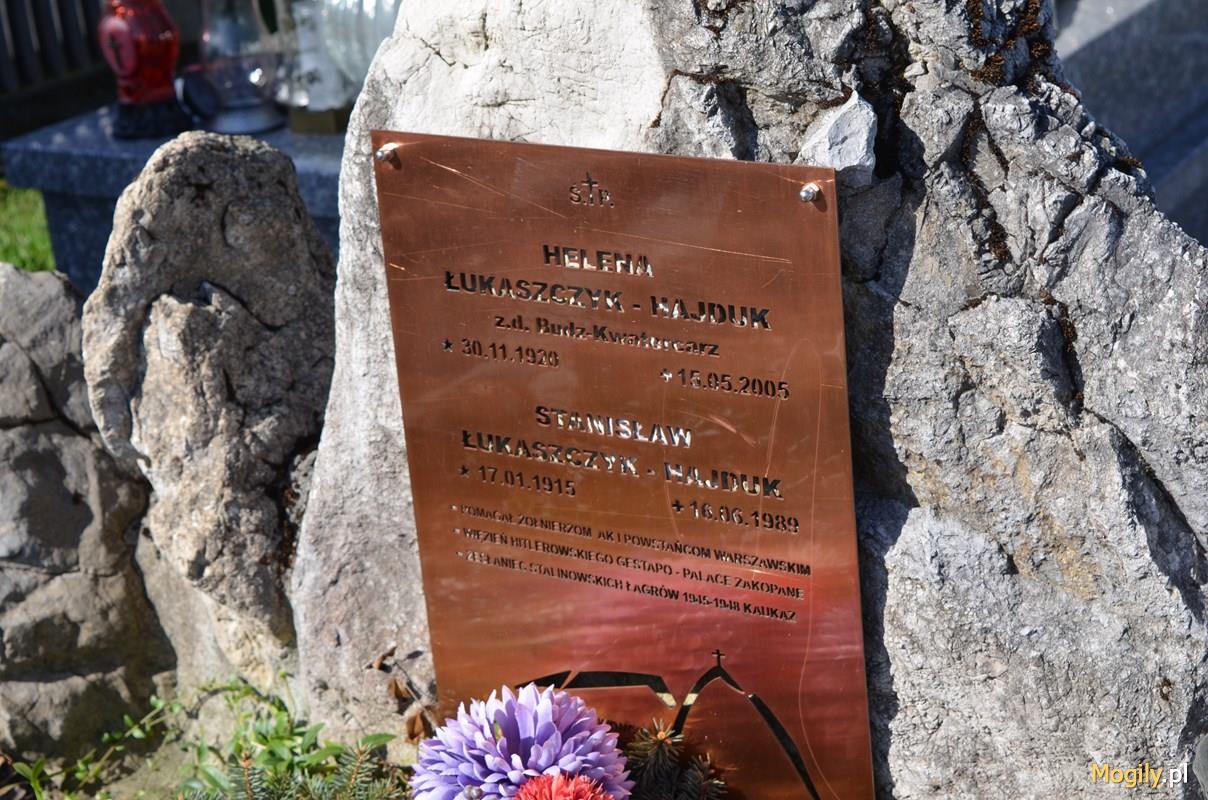 Ś.†P.
HELENA
ŁUKASZCZYK - HAJDUK
z.d. Budz-Kwatercarz
★ 30.11.1920
✝ 15.05.2005
STANISŁAW
ŁUKASZCZYK - HAJDUK
★ 17.01.1915
✝ 16.06.1989
• POMAGAŁ ŻOŁNIERZOM AK I POWSTAŃCOM WARSZAWSKIM
• WIĘZIEŃ HITLEROWSKIEGO GESTAPO - PALACE ZAKOPANE
• ZESŁANIEC STALINOWSKICH ŁAGRÓW 1945-1948 KAUKAZ
Mogily.pl